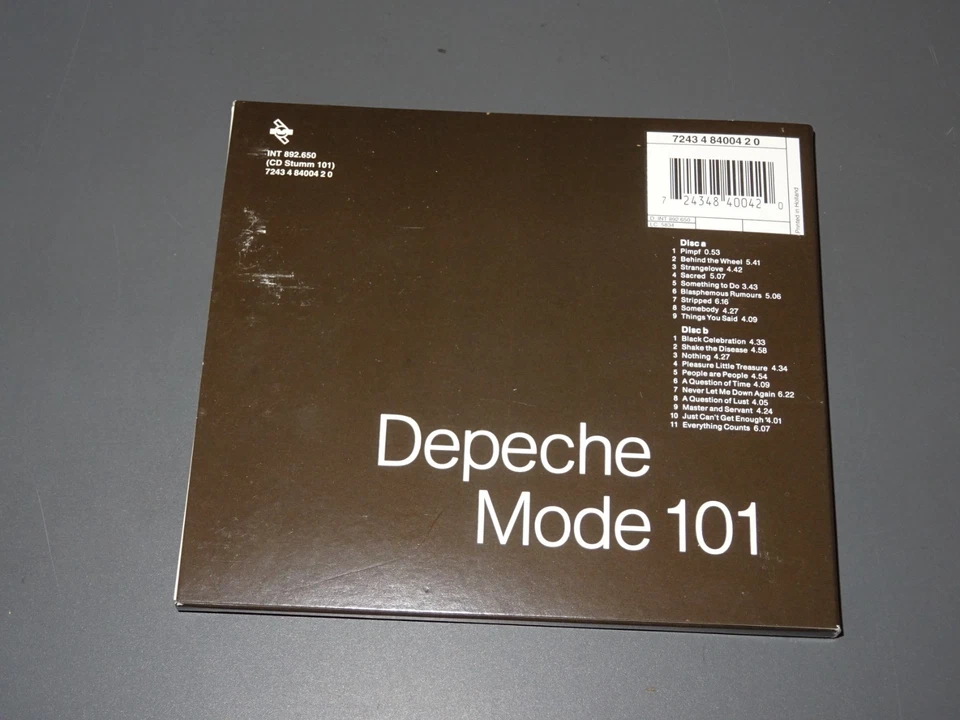 INT 892.650
(CD Stumm 101)
7243 4 84004 2 0
7243 4 84004 2 0
7 24348 40042 0
D: INT 892.650
LC 5834
Printed in Holland
Disc a
1 Pimpf 0.53
2 Behind the Wheel 5.41
3 Strangelove 4.42
4 Sacred 5.07
5 Something to Do 3.43
6 Blasphemous Rumours 5.06
7 Stripped 6.16
8 Somebody 4.27
9 Things You Said 4.09
Disc b
1 Black Celebration 4.33
2 Shake the Disease 4.58
3 Nothing 4.27
4 Pleasure Little Treasure 4.34
5 People are People 4.54
6 A Question of Time 4.09
7 Never Let Me Down Again 6.22
8 A Question of Lust 4.05
9 Master and Servant 4.24
10 Just Can't Get Enough 4.01
11 Everything Counts 6.07
Depeche
Mode 101